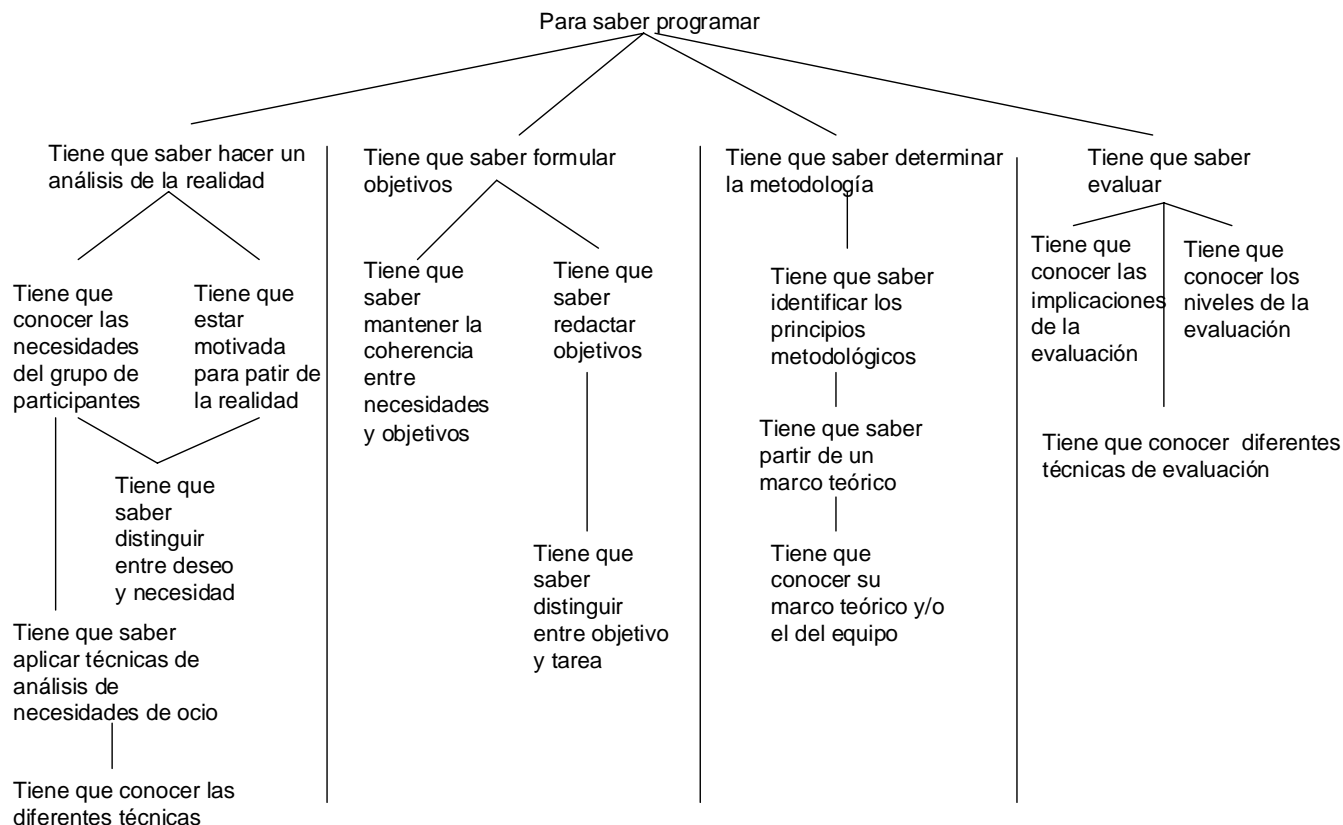 Para saber programar
Tiene que saber hacer un
análisis de la realidad
Tiene que
conocer las
necesidades
del grupo de
participantes
Tiene que
estar
motivada
para patir de
la realidad
Tiene que
saber
distinguir
entre deseo
y necesidad
Tiene que saber
aplicar técnicas de
análisis de
necesidades de ocio
Tiene que conocer las
diferentes técnicas
Tiene que saber formular
objetivos
Tiene que
saber
mantener la
coherencia
entre
necesidades
y objetivos
Tiene que
saber
redactar
objetivos
Tiene que
saber
distinguir
entre objetivo
y tarea
Tiene que saber determinar
la metodología
Tiene que saber
identificar los
principios
metodológicos
Tiene que saber
partir de un
marco teórico
Tiene que
conocer su
marco teórico y/o
el del equipo
Tiene que saber
evaluar
Tiene que
conocer las
implicaciones
de la
evaluación
Tiene que
conocer los
niveles de la
evaluación
Tiene que conocer diferentes
técnicas de evaluación